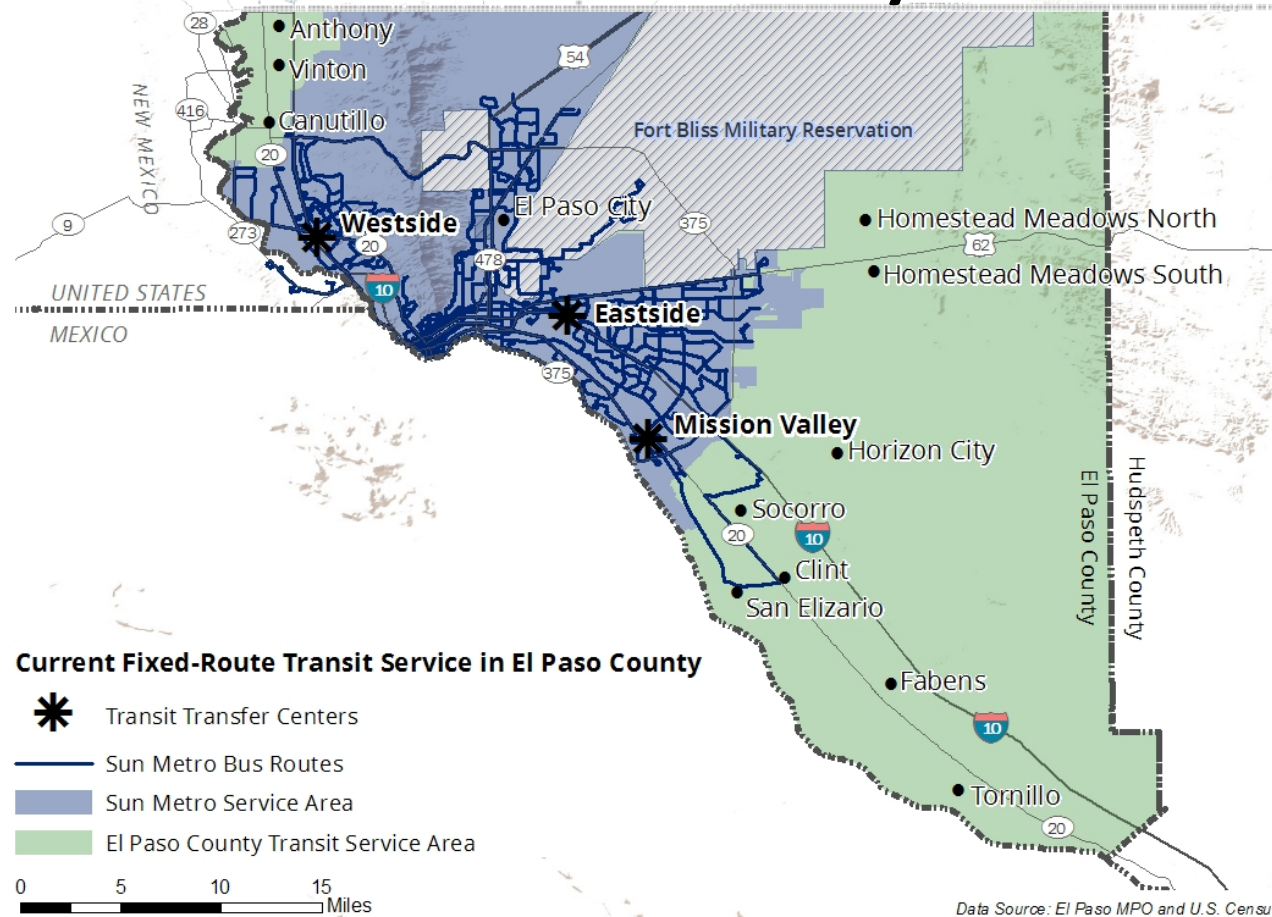 28
Anthony
54
Vinton
NEW MEXICO
416
Canutillo
Fort Bliss Military Reservation
20
El Paso City
375
Homestead Meadows North
9
273
Westside
20
62
478
Homestead Meadows South
10
UNITED STATES
MEXICO
Eastside
375
Mission Valley
Horizon City
El Paso County
Hudspeth County
Socorro
20
10
Clint
San Elizario
Fabens
10
Tornillo
20
Current Fixed-Route Transit Service in El Paso County
Transit Transfer Centers
Sun Metro Bus Routes
Sun Metro Service Area
El Paso County Transit Service Area
0 5 10 15
Miles
Data Source: El Paso MPO and U.S. Censu